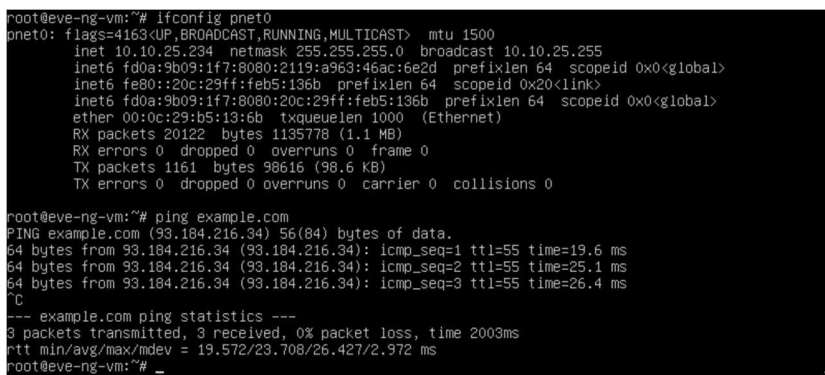 root@eve-ng-vm:~# ifconfig pnet0
pnet0: flags=4163<UP,BROADCAST,RUNNING,MULTICAST>  mtu 1500
        inet 10.10.25.234  netmask 255.255.255.0  broadcast 10.10.25.255
        inet6 fd0a:9b09:1f7:8080:2119:a963:46ac:6e2d  prefixlen 64  scopeid 0x0<global>
        inet6 fe80::20c:29ff:feb5:136b  prefixlen 64  scopeid 0x20<link>
        inet6 fd0a:9b09:1f7:8080:20c:29ff:feb5:136b  prefixlen 64  scopeid 0x0<global>
        ether 00:0c:29:b5:13:6b  txqueuelen 1000  (Ethernet)
        RX packets 20122  bytes 1135778 (1.1 MB)
        RX errors 0  dropped 0  overruns 0  frame 0
        TX packets 1161  bytes 98616 (98.6 KB)
        TX errors 0  dropped 0 overruns 0  carrier 0  collisions 0
root@eve-ng-vm:~# ping example.com
PING example.com (93.184.216.34) 56(84) bytes of data.
64 bytes from 93.184.216.34 (93.184.216.34): icmp_seq=1 ttl=55 time=19.6 ms
64 bytes from 93.184.216.34 (93.184.216.34): icmp_seq=2 ttl=55 time=25.1 ms
64 bytes from 93.184.216.34 (93.184.216.34): icmp_seq=3 ttl=55 time=26.4 ms
^C
--- example.com ping statistics ---
3 packets transmitted, 3 received, 0% packet loss, time 2003ms
rtt min/avg/max/mdev = 19.572/23.708/26.427/2.972 ms
root@eve-ng-vm:~# _